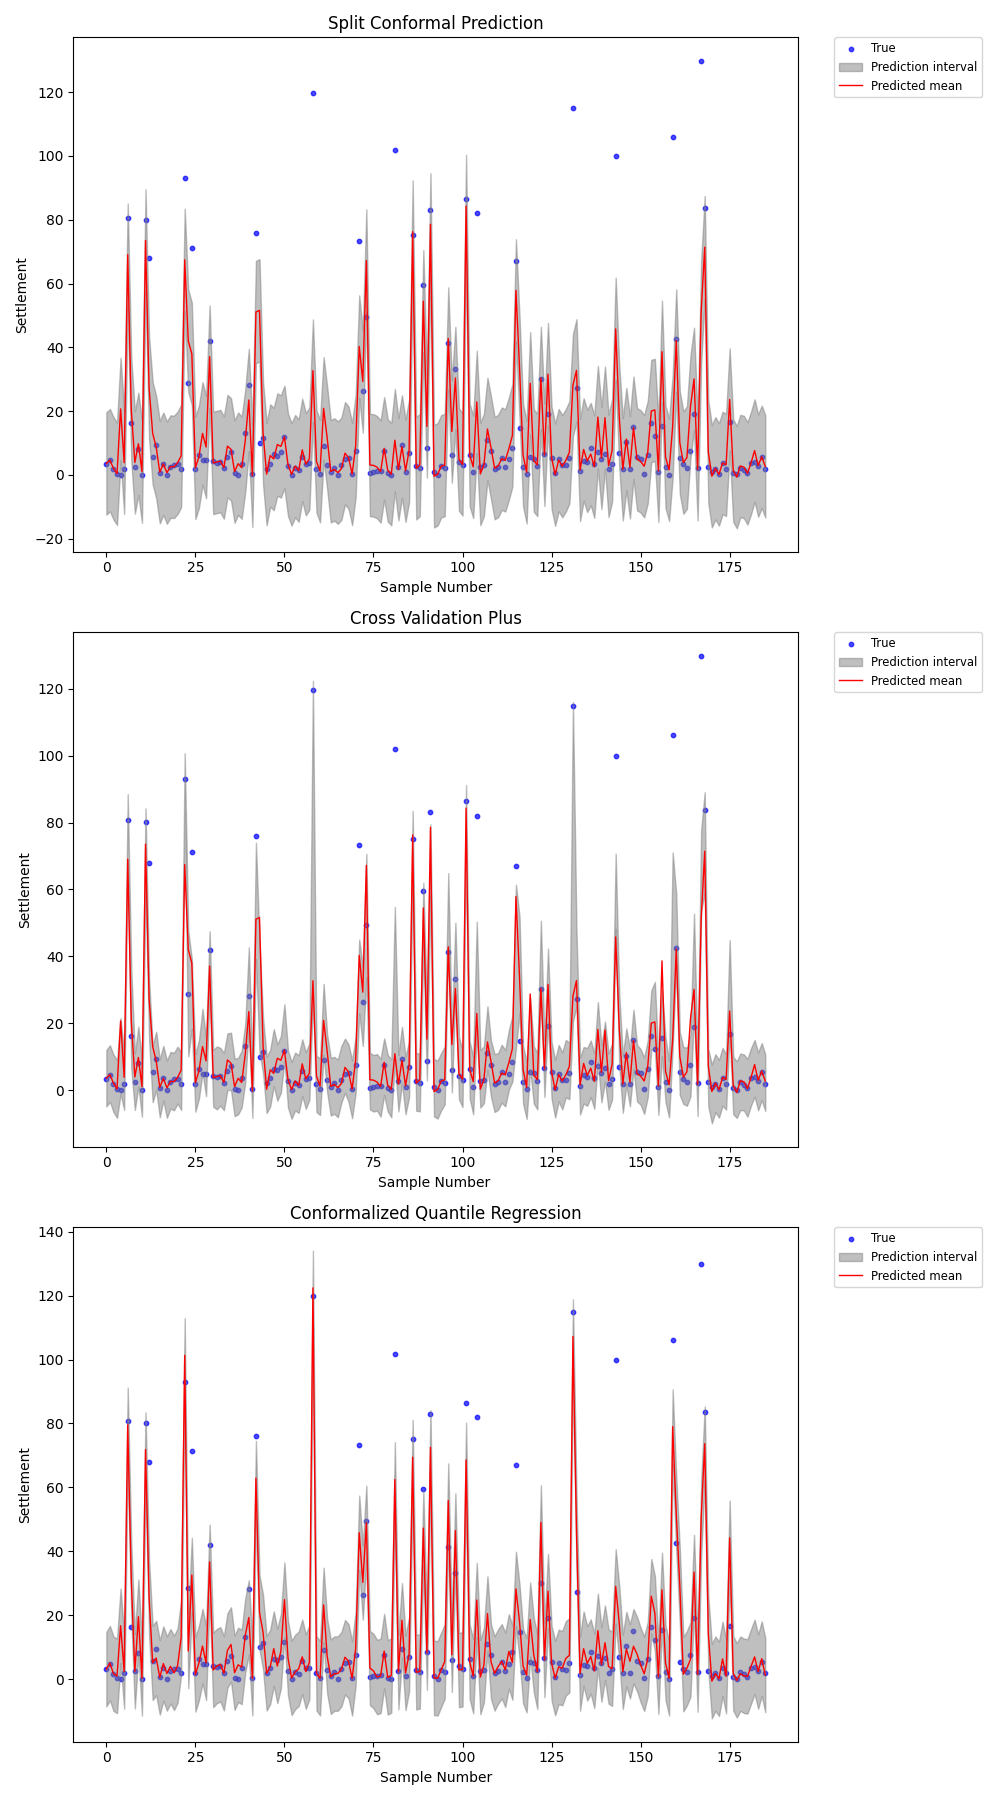 Split Conformal Prediction
True
Prediction interval
Predicted mean
120
100
80
60
40
20
0
−20
Settlement
0 25 50 75 100 125 150 175
Sample Number
Cross Validation Plus
True
Prediction interval
Predicted mean
120
100
80
60
40
20
0
Settlement
0 25 50 75 100 125 150 175
Sample Number
Conformalized Quantile Regression
True
Prediction interval
Predicted mean
140
120
100
80
60
40
20
0
Settlement
0 25 50 75 100 125 150 175
Sample Number